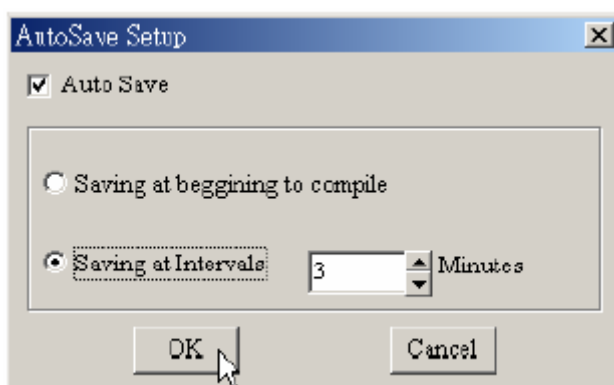 AutoSave Setup
Auto Save
Saving at beggining to compile
Saving at Intervals 3 Minutes
OK Cancel